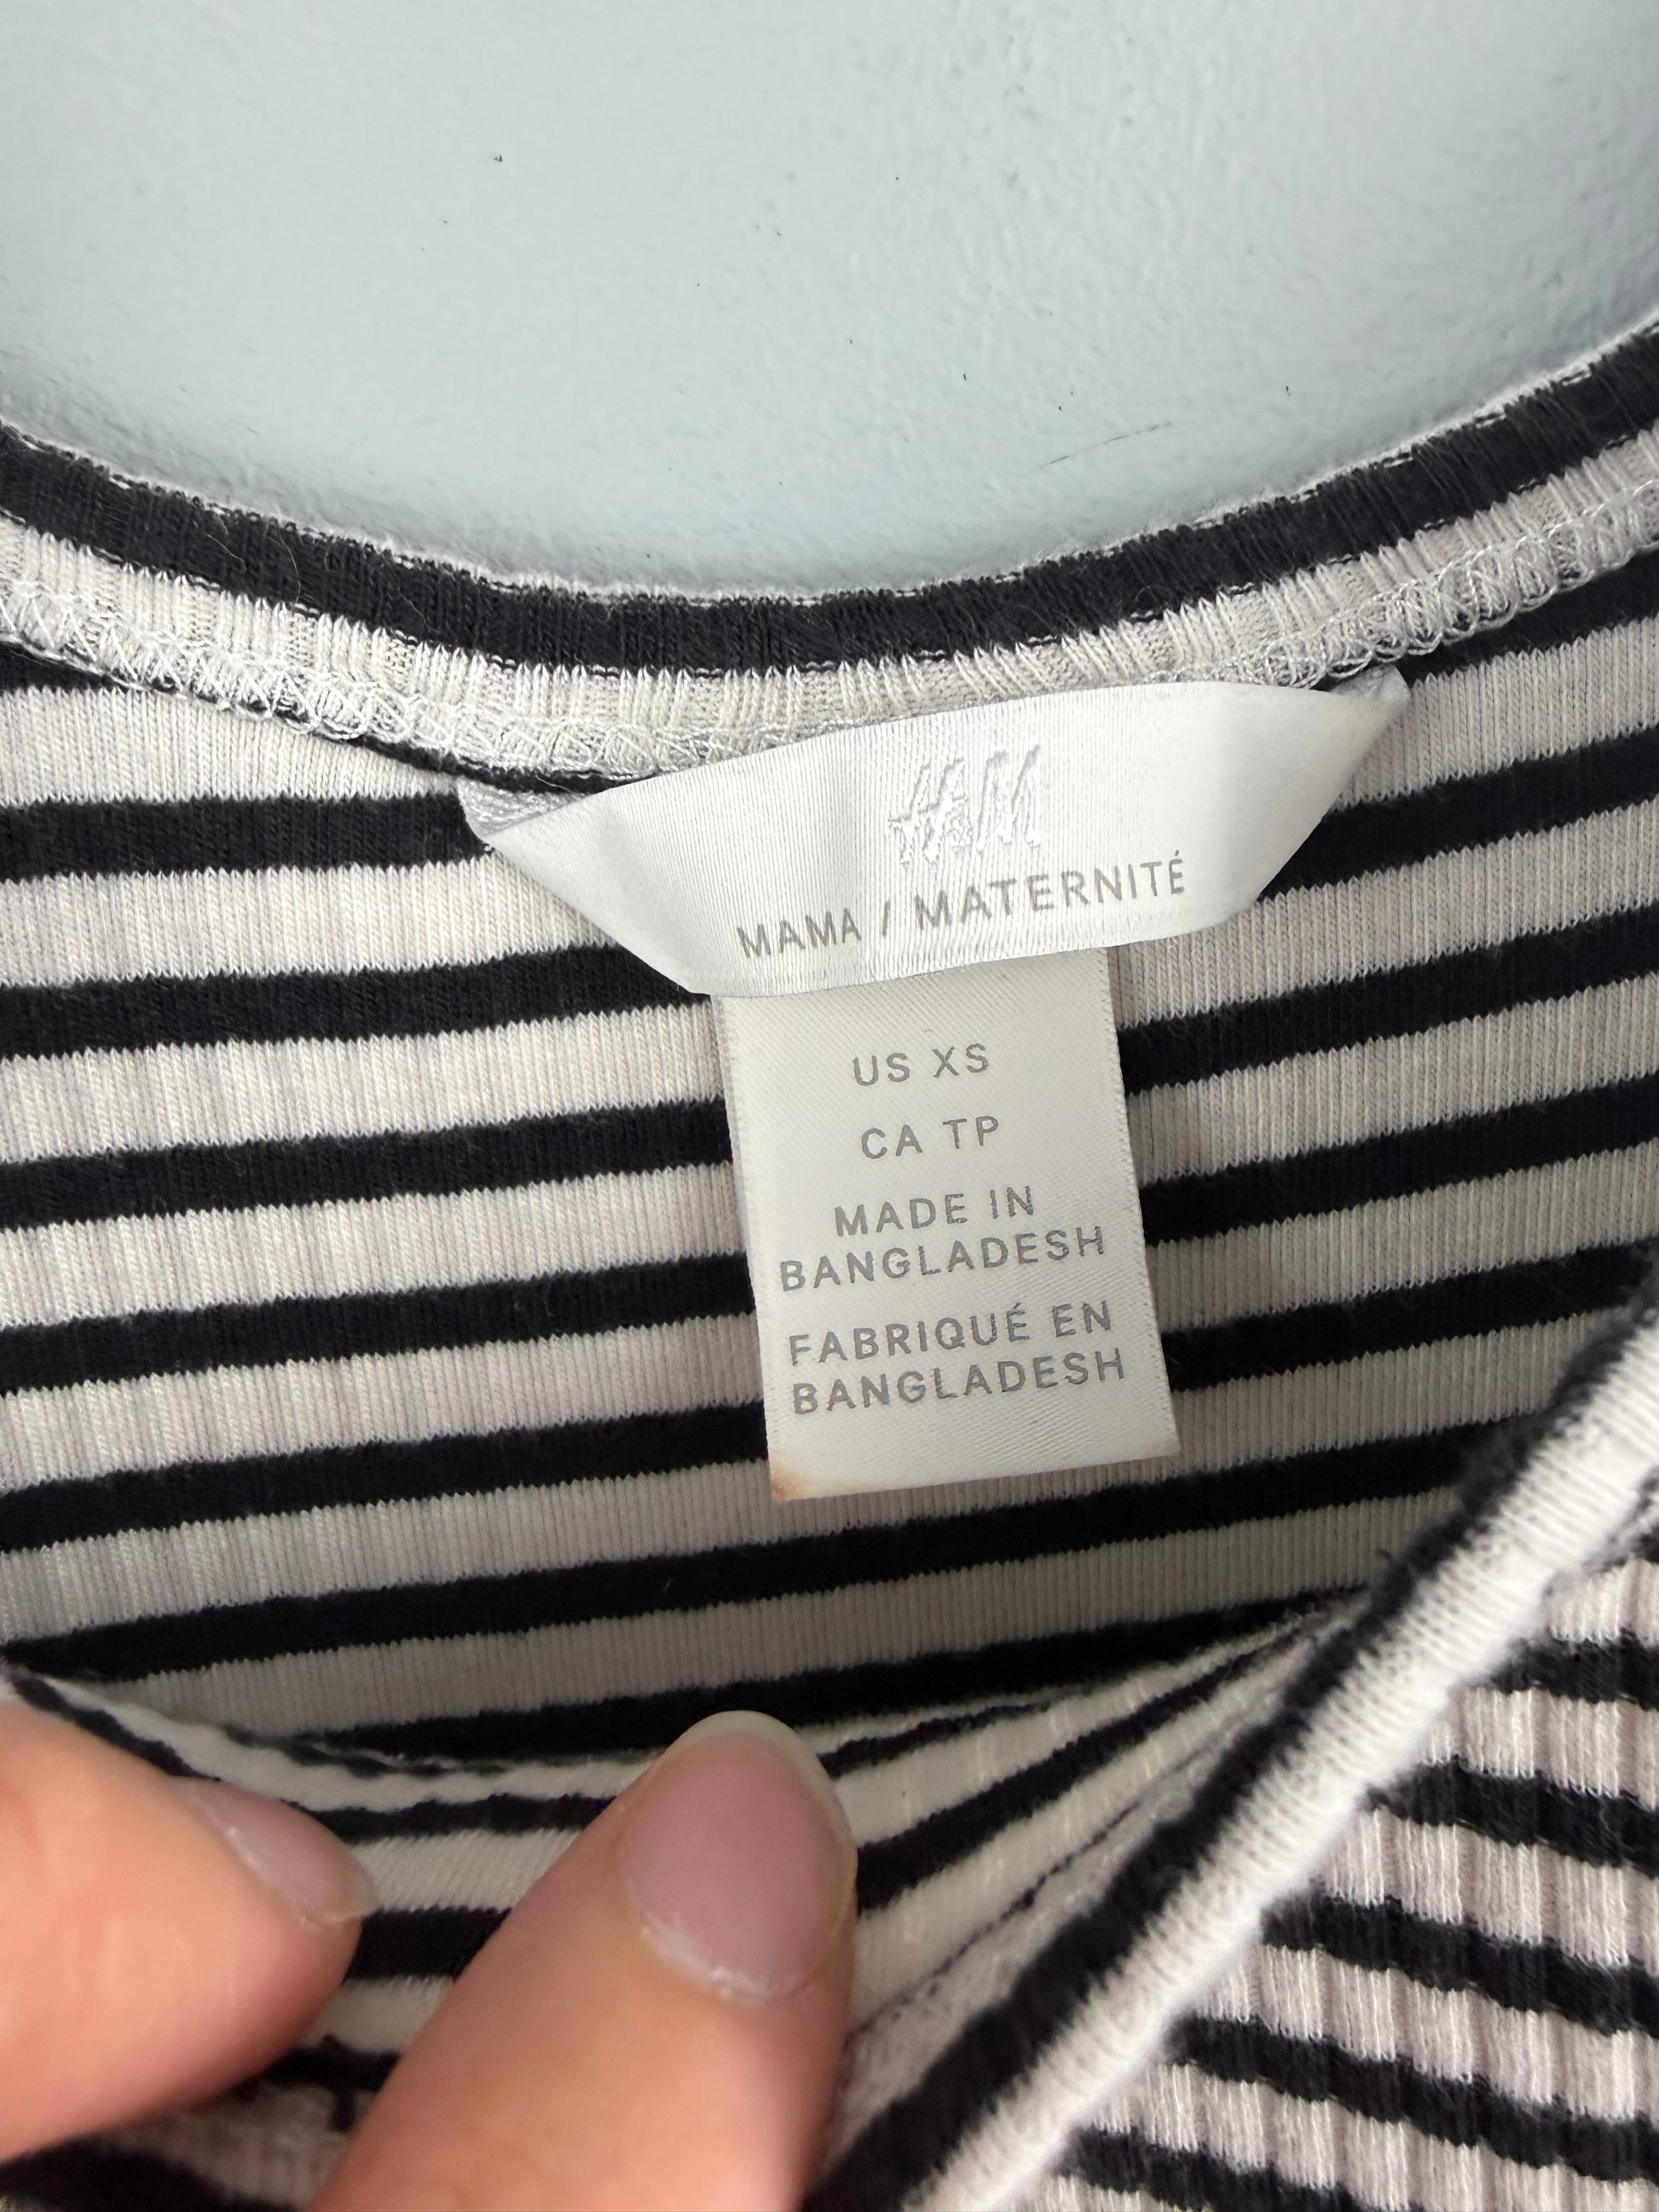 H&M
MAMA / MATERNITÉ
US XS
CA TP
MADE IN
BANGLADESH
FABRIQUÉ EN
BANGLADESH